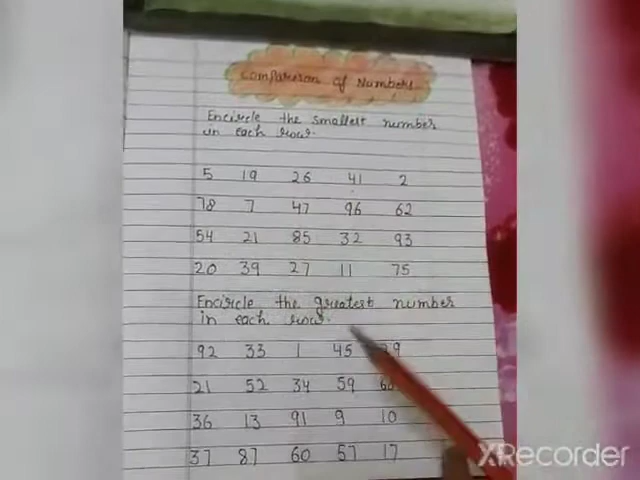 Comparison of Numbers
Encircle the smallest number
in each row.
5 19 26 41 2
78 7 47 96 62
54 21 85 32 93
20 39 27 11 75
Encircle the greatest number
in each row.
92 33 1 45
21 52 34 59
36 13 91 9 10
37 87 60 57 17
XRecorder